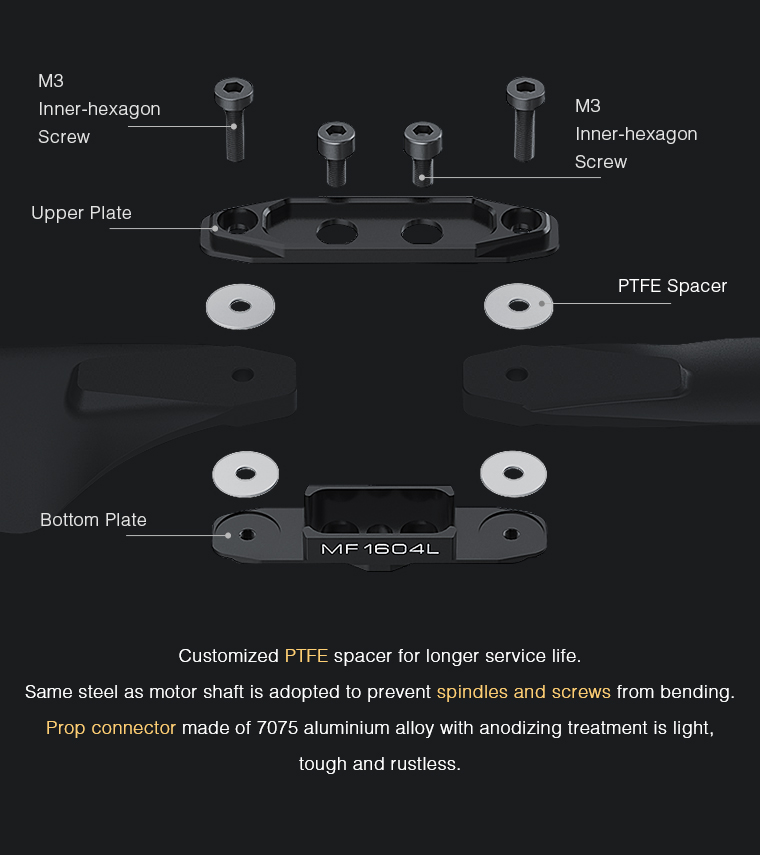 M3
Inner-hexagon
Screw
M3
Inner-hexagon
Screw
Upper Plate
PTFE Spacer
Bottom Plate
MF1604L
Customized PTFE spacer for longer service life.
Same steel as motor shaft is adopted to prevent spindles and screws from bending.
Prop connector made of 7075 aluminium alloy with anodizing treatment is light,
tough and rustless.